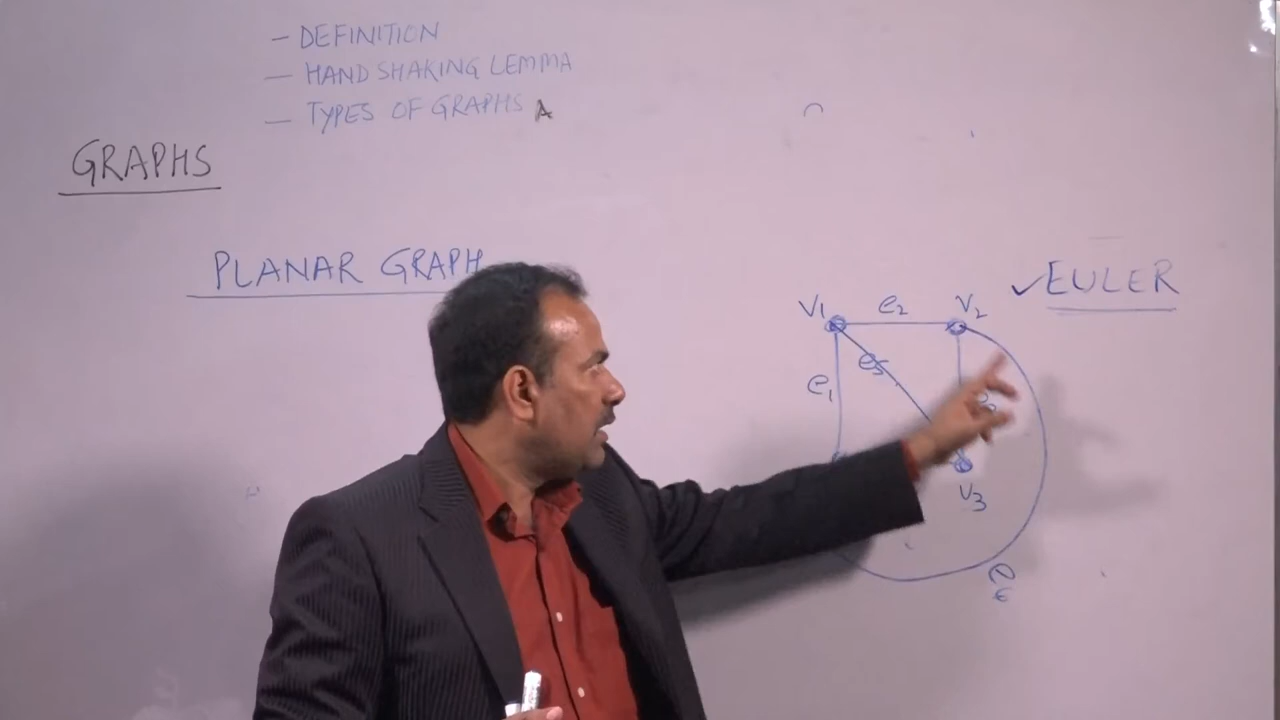 — DEFINITION
— HAND SHAKING LEMMA
— TYPES OF GRAPHS
GRAPHS
PLANAR GRAPH
✓EULER
V1 e2 V2
e5
e1
V3
e6